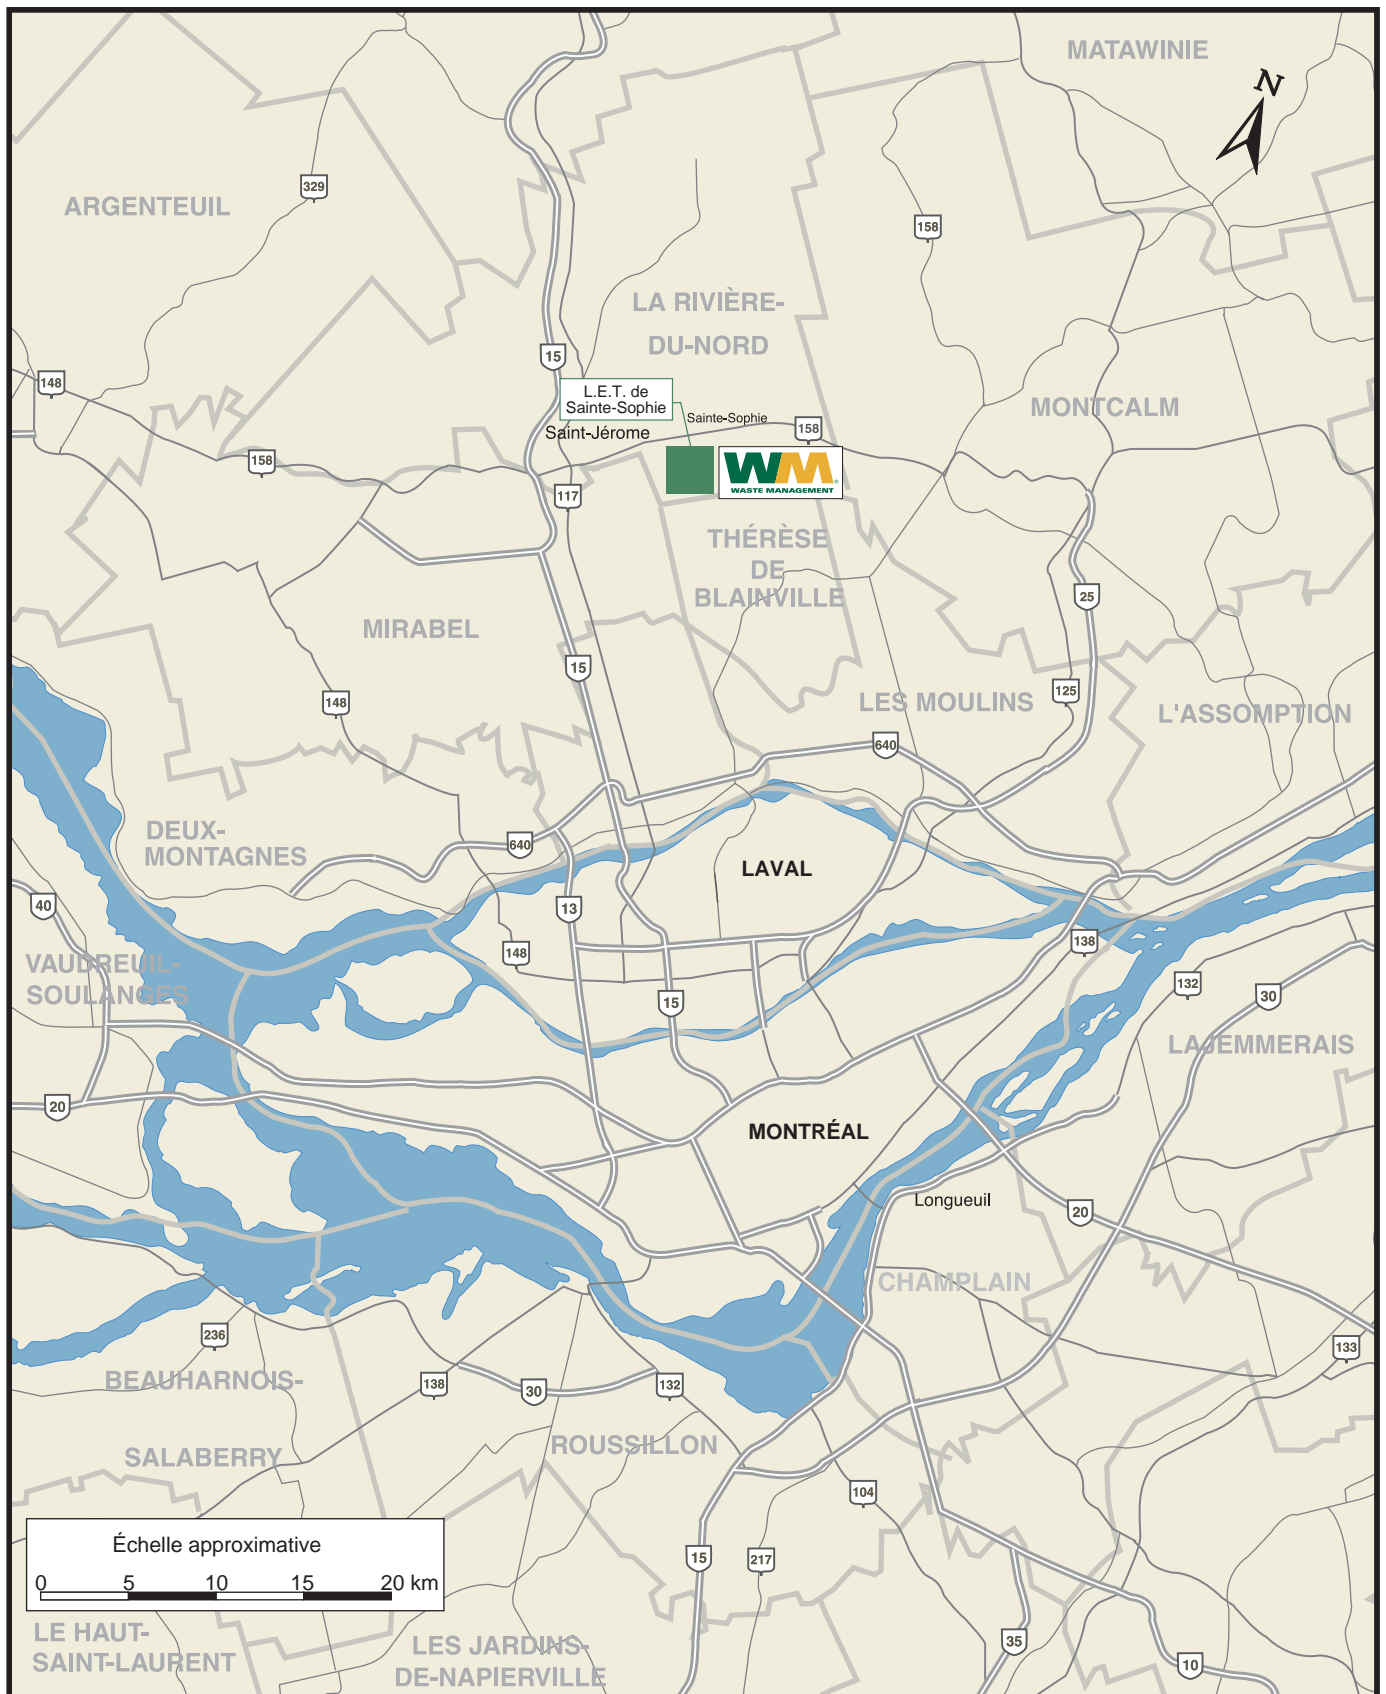 MATAWINIE
N
329
ARGENTEUIL
158
LA RIVIÈRE-
DU-NORD
15
148
L.E.T. de
Sainte-Sophie
MONTCALM
Sainte-Sophie
158
Saint-Jérome
158
WM
WASTE MANAGEMENT
117
THÉRÈSE
DE
BLAINVILLE
25
MIRABEL
15
125
148
LES MOULINS
L'ASSOMPTION
640
DEUX-
MONTAGNES
640
LAVAL
40
13
138
148
VAUDREUIL-
SOULANGES
132
30
15
LAJEMMERAIS
20
MONTRÉAL
Longueuil
20
CHAMPLAIN
236
133
BEAUHARNOIS-
138
30
132
SALABERRY
ROUSSILLON
104
Échelle approximative
0 5 10 15 20 km
15
217
LE HAUT-
SAINT-LAURENT
LES JARDINS-
DE-NAPIERVILLE
35
10